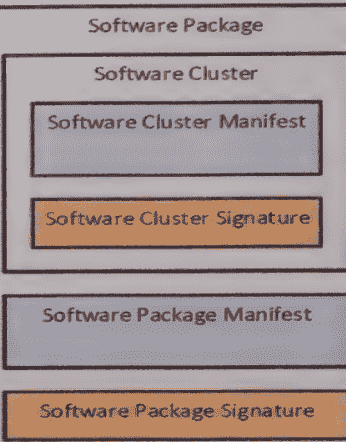 Software Package
Software Cluster
Software Cluster Manifest
Software Cluster Signature
Software Package Manifest
Software Package Signature